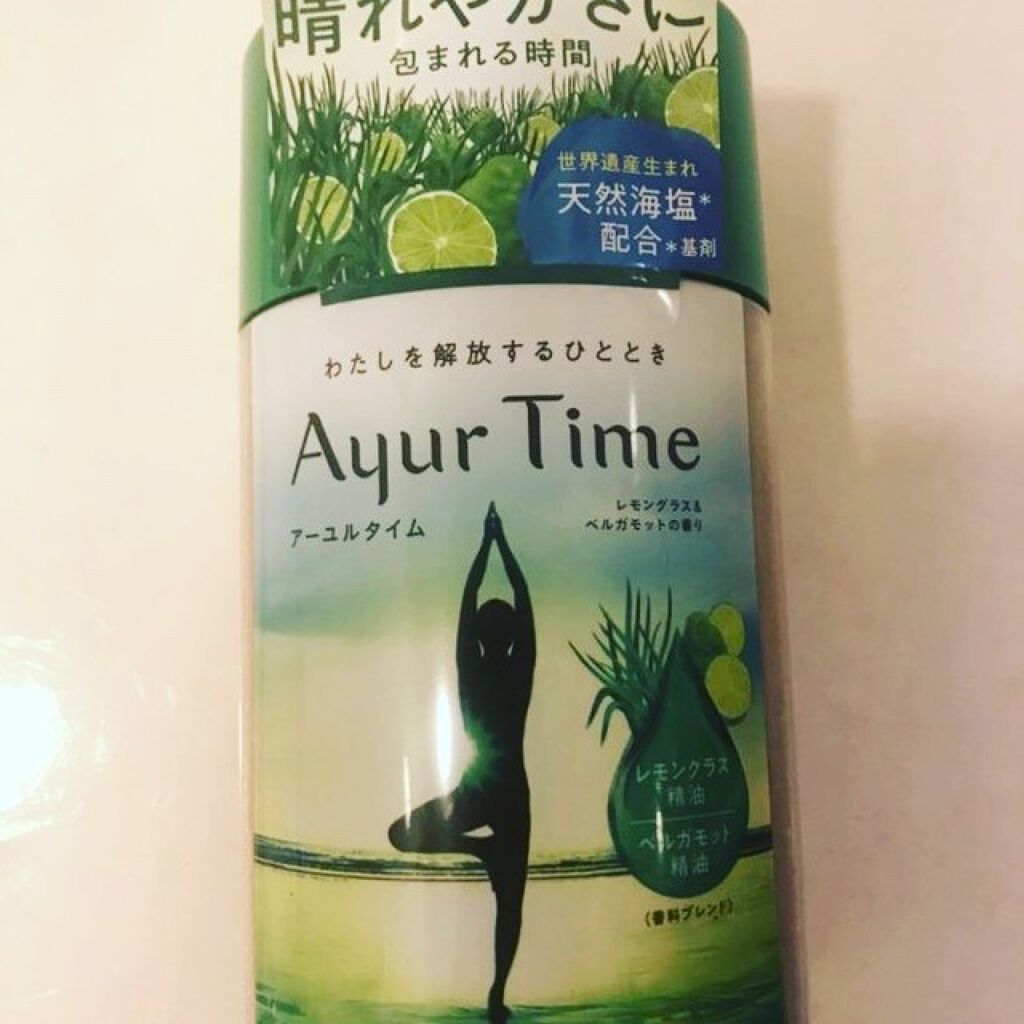 晴れやかさに
包まれる時間
世界遺産生まれ
天然海塩*
配合 *基剤
わたしを解放するひととき
Ayur Time
アーユルタイム
レモングラス&
ベルガモットの香り
レモングラス
精油
ベルガモット
精油
(香料ブレンド)